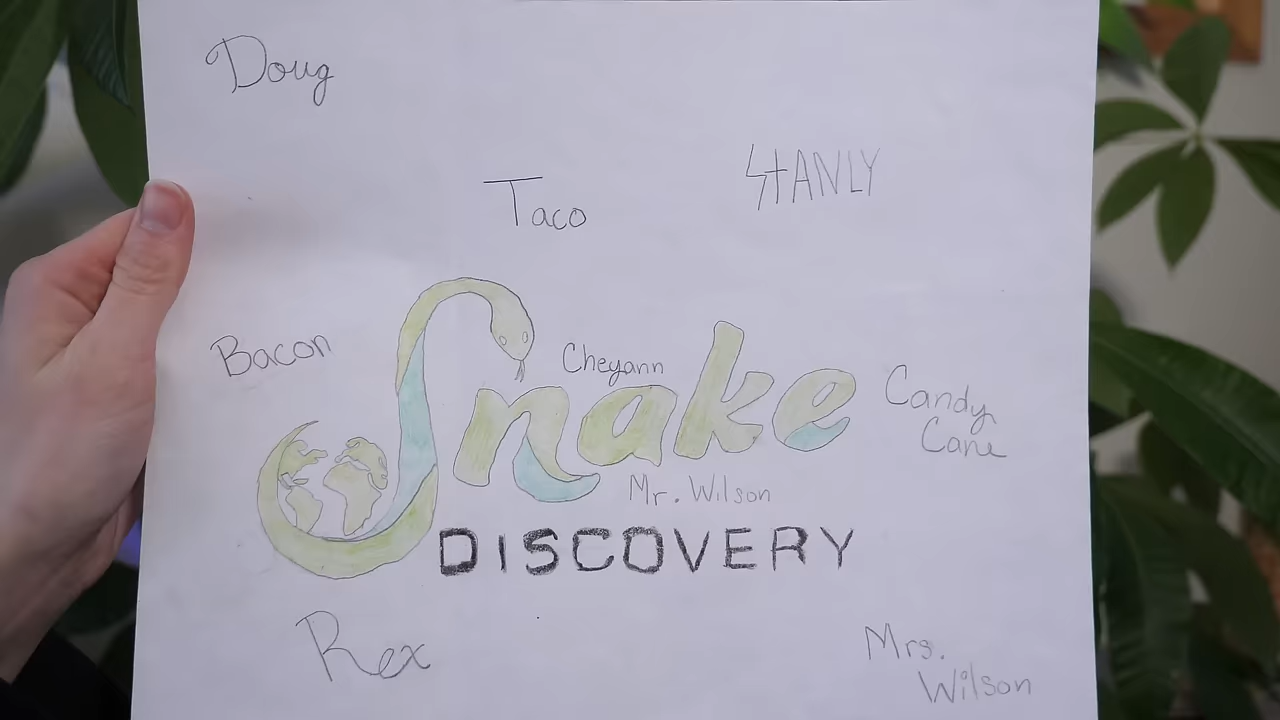 Doug
Taco
StANLY
Bacon
Cheyann
Snake
Candy
Cane
Mr. Wilson
DISCOVERY
Rex
Mrs.
Wilson